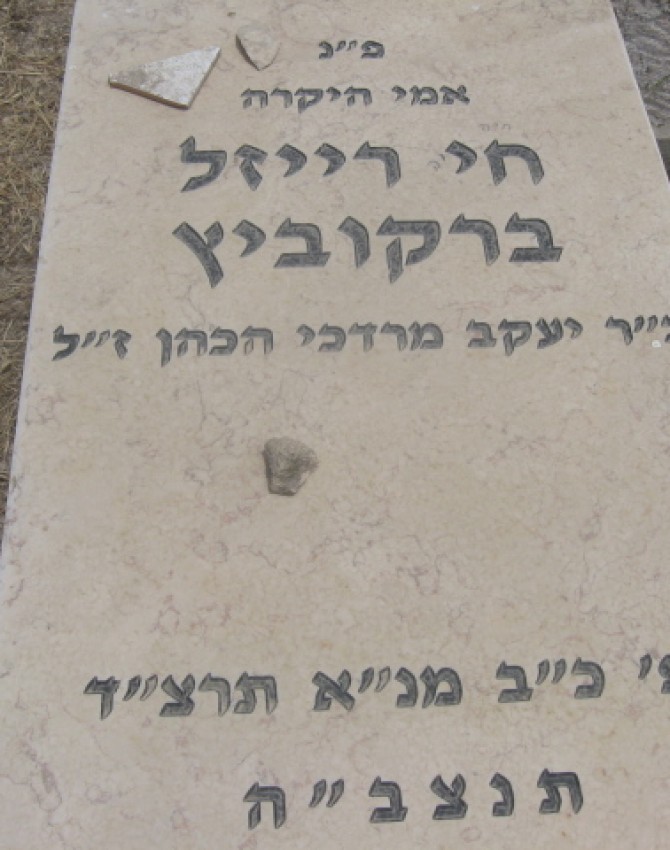 פ״נ
אמי היקרה
חי׳ רייזל
ברקוביץ
יעקב מרדכי הכהן ז״ל
כ״ב מנ״א תרצ״ד
תנצב״ה